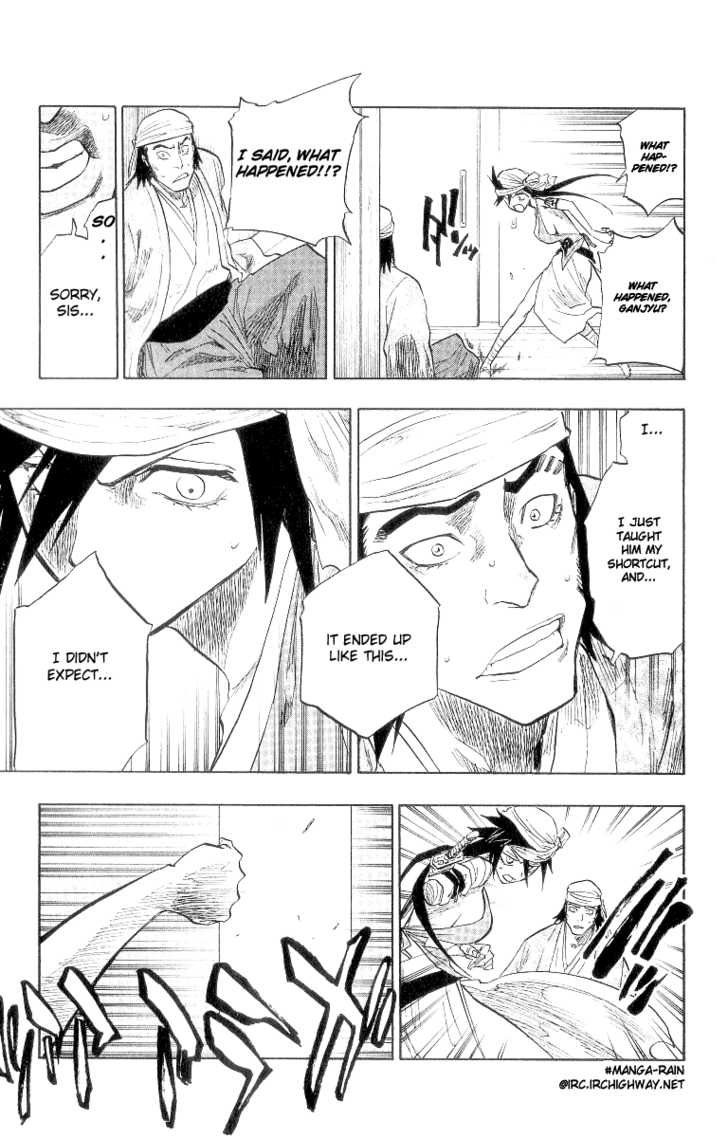 WHAT
HAP-
PENED!?
WHAT
HAPPENED,
GANJYU?
I SAID, WHAT
HAPPENED!!?
SO
...
SORRY,
SIS...
I...
I JUST
TAUGHT
HIM MY
SHORTCUT,
AND...
IT ENDED UP
LIKE THIS...
I DIDN'T
EXPECT...
#MANGA-RAIN
@IRC.IRCHIGHWAY.NET